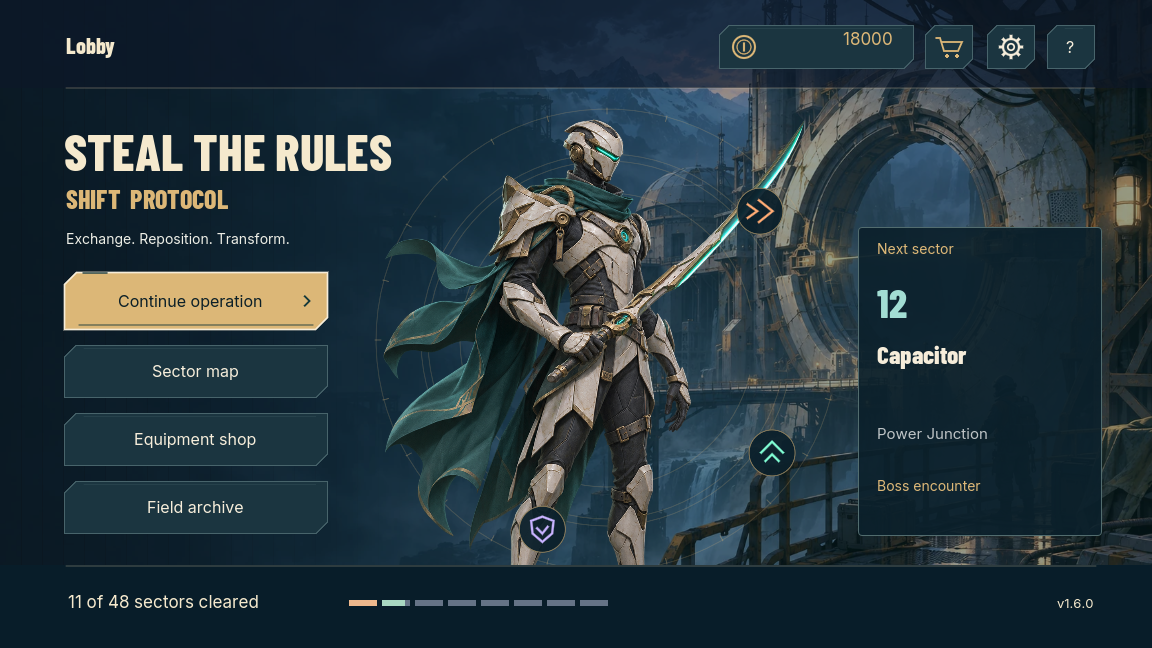 Lobby
18000
?
STEAL THE RULES
SHIFT PROTOCOL
Exchange. Reposition. Transform.
Continue operation
Sector map
Equipment shop
Field archive
Next sector
12
Capacitor
Power Junction
Boss encounter
11 of 48 sectors cleared
v1.6.0